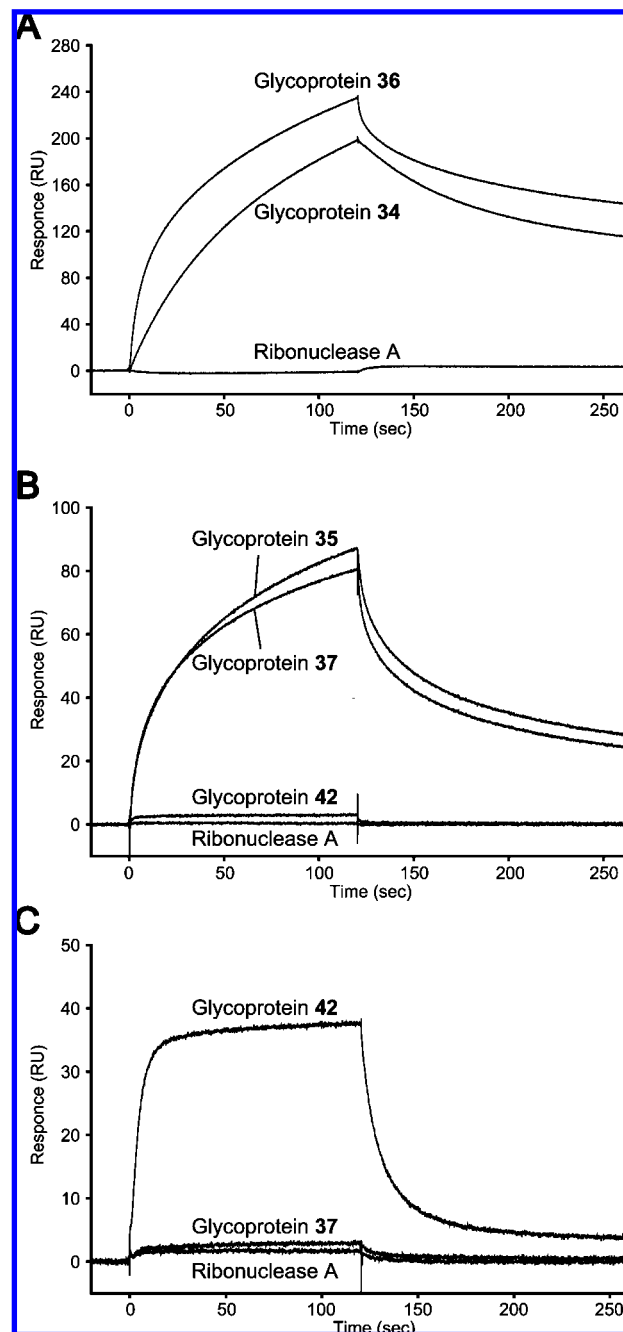 A
280
240
200
160
120
80
40
0
Responce (RU)
Glycoprotein 36
Glycoprotein 34
Ribonuclease A
0 50 100 150 200 250
Time (sec)
B
100
80
60
40
20
0
Responce (RU)
Glycoprotein 35
Glycoprotein 37
Glycoprotein 42
Ribonuclease A
0 50 100 150 200 250
Time (sec)
C
50
40
30
20
10
0
Responce (RU)
Glycoprotein 42
Glycoprotein 37
Ribonuclease A
0 50 100 150 200 250
Time (sec)